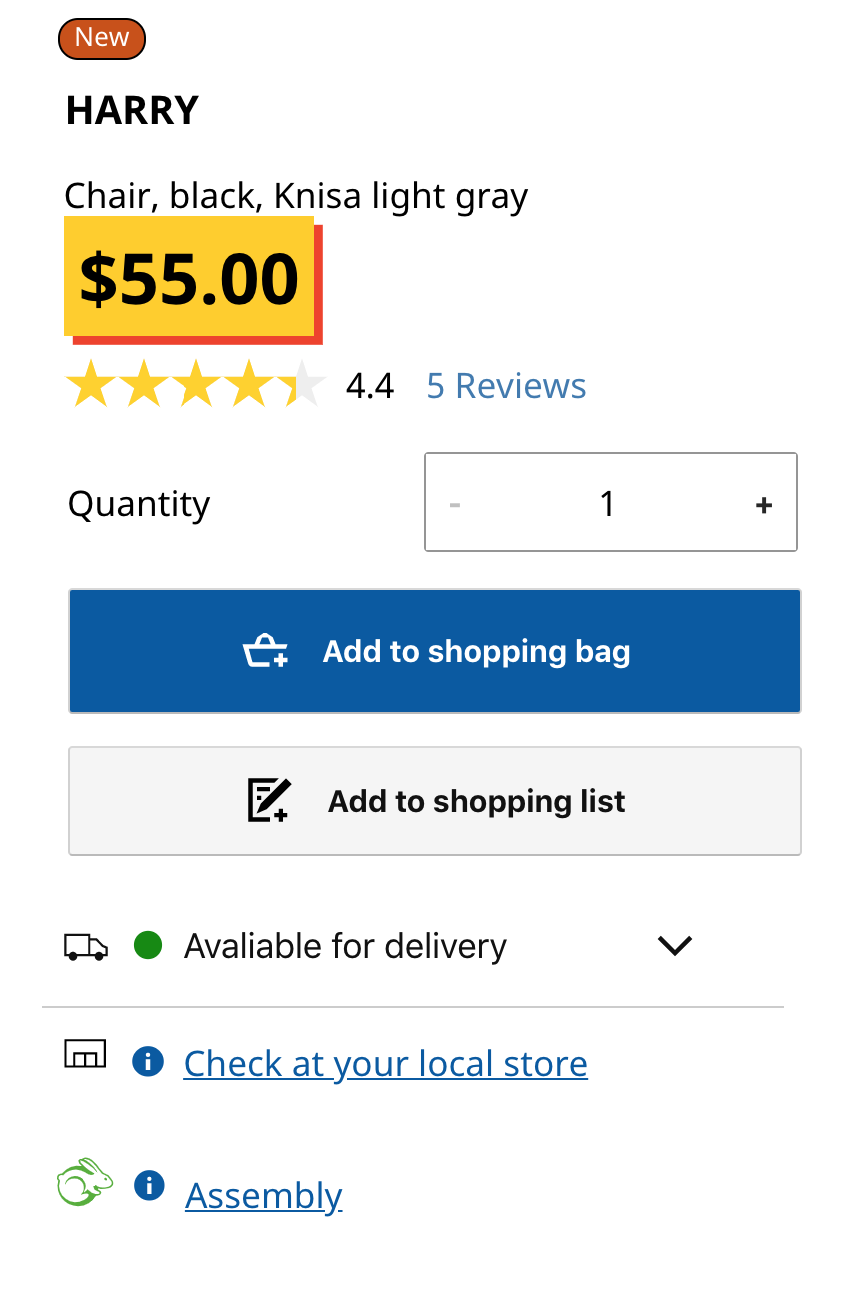 New
HARRY
Chair, black, Knisa light gray
$55.00
4.4 5 Reviews
Quantity - 1 +
Add to shopping bag
Add to shopping list
Avaliable for delivery
Check at your local store
Assembly